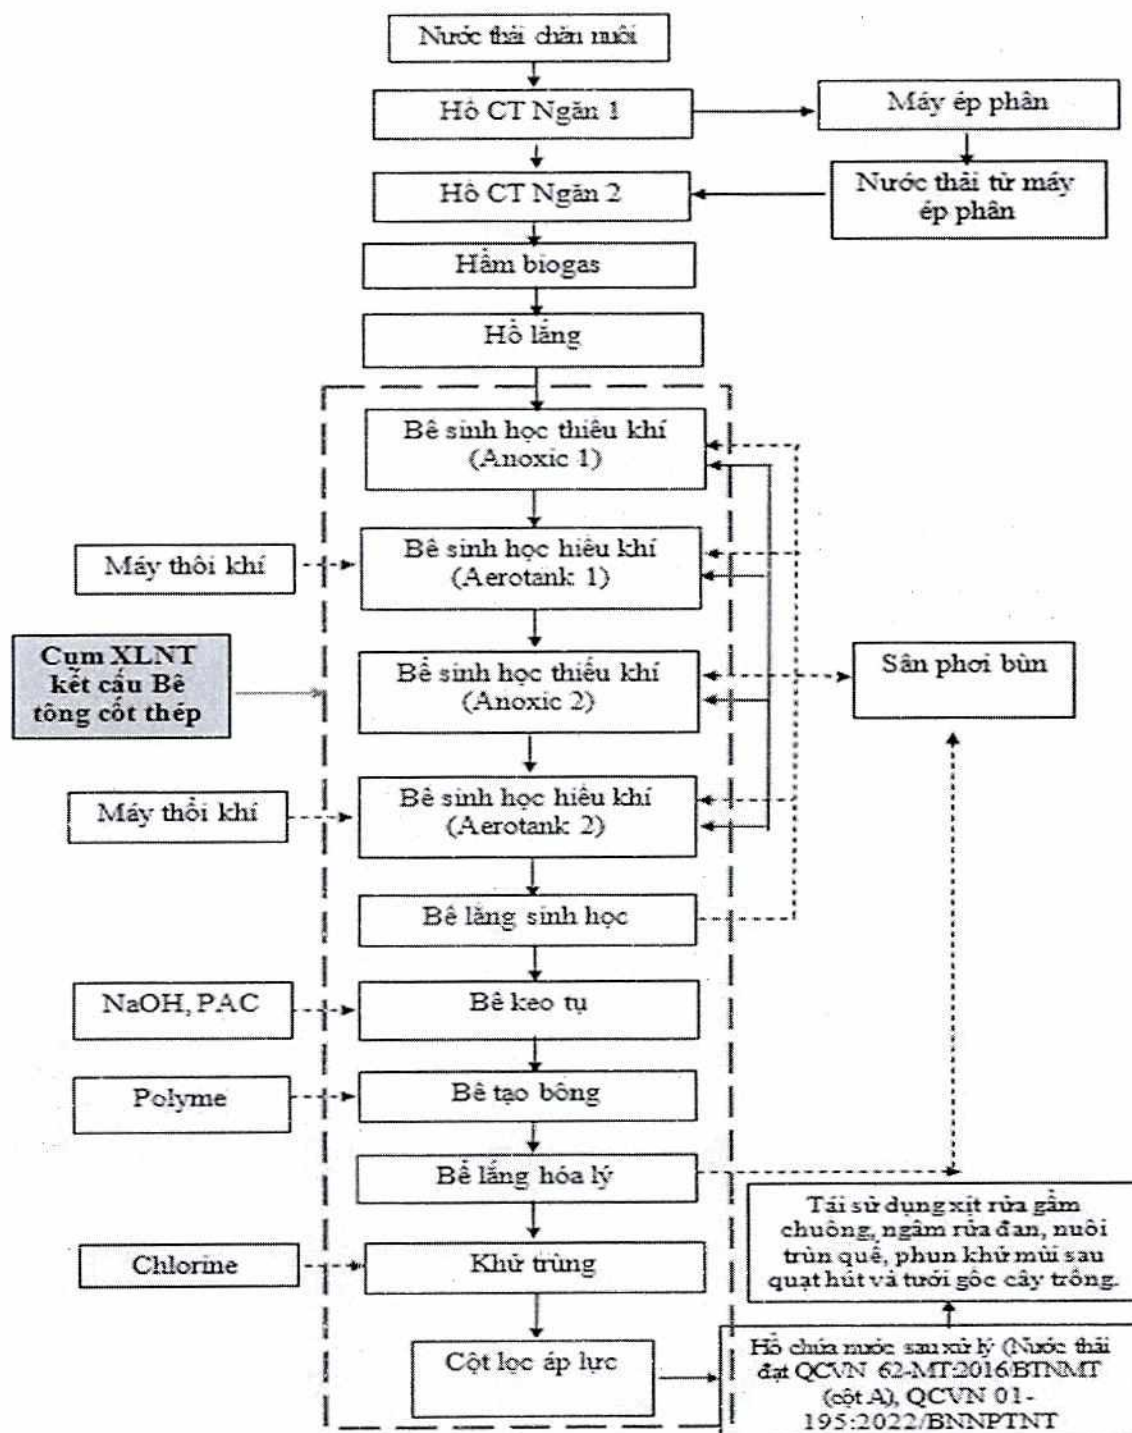 Nước thải chăn nuôi
Hồ CT Ngăn 1
Máy ép phân
Hồ CT Ngăn 2
Nước thải từ máy
ép phân
Hầm biogas
Hồ lắng
Bể sinh học thiếu khí
(Anoxic 1)
Máy thổi khí
Bể sinh học hiếu khí
(Aerotank 1)
Cụm XLNT
kết cấu Bê
tông cốt thép
Bể sinh học thiếu khí
(Anoxic 2)
Sân phơi bùn
Máy thổi khí
Bể sinh học hiếu khí
(Aerotank 2)
Bể lắng sinh học
NaOH, PAC
Bể keo tụ
Polyme
Bể tạo bông
Bể lắng hóa lý
Tái sử dụng xịt rửa gầm
chuồng, ngâm rửa đan, nuôi
trùn quế, phun khử mùi sau
quạt hút và tưới gốc cây trồng.
Chlorine
Khử trùng
Cột lọc áp lực
Hồ chứa nước sau xử lý (Nước thải
đạt QCVN 62-MT:2016/BTNMT
(cột A), QCVN 01-
195:2022/BNNPTNT